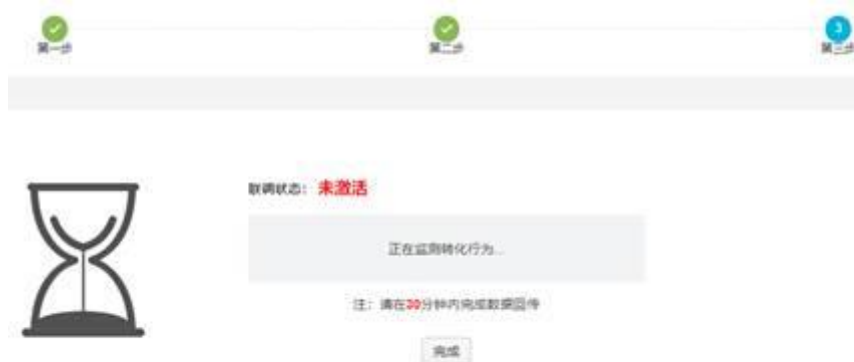 3
第一步
第二步
第三步
联调状态：未激活
正在监测转化行为...
注：请在30分钟内完成数据回传
完成